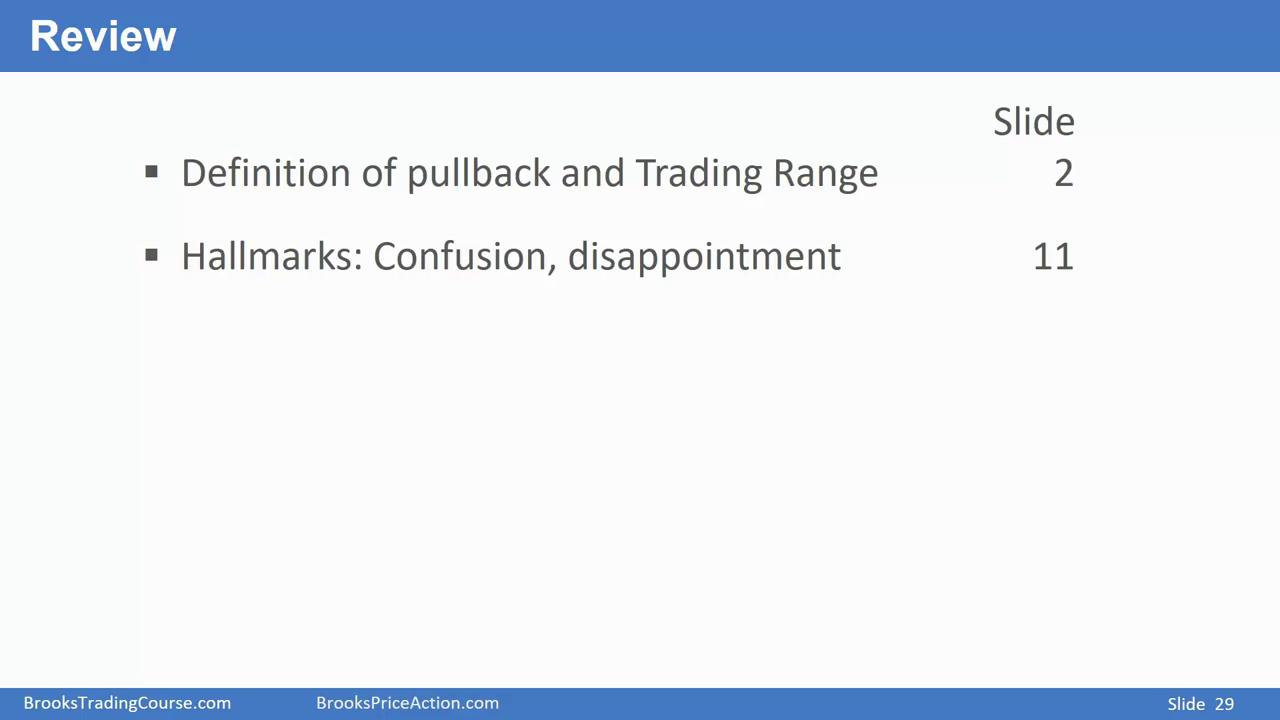 Review
Slide
▪ Definition of pullback and Trading Range 2
▪ Hallmarks: Confusion, disappointment 11
BrooksTradingCourse.com BrooksPriceAction.com Slide 29